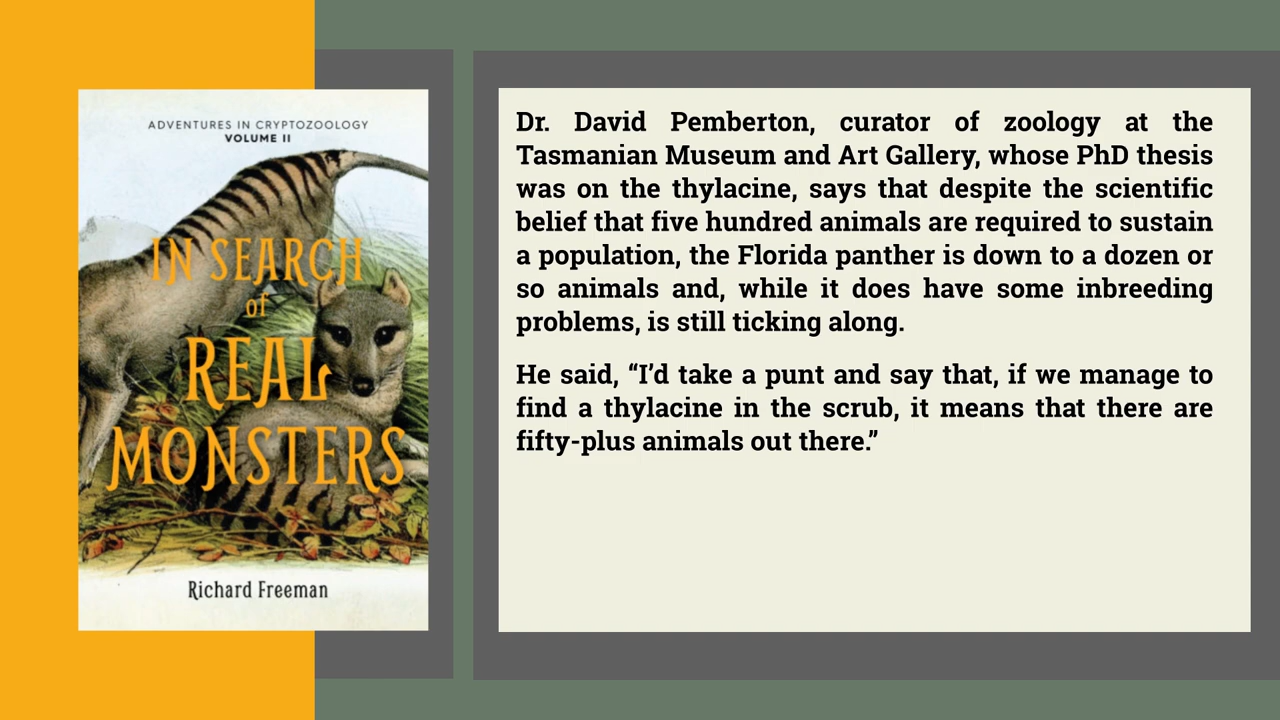 ADVENTURES IN CRYPTOZOOLOGY
VOLUME II
IN SEARCH
of
REAL
MONSTERS
Richard Freeman
Dr. David Pemberton, curator of zoology at the
Tasmanian Museum and Art Gallery, whose PhD thesis
was on the thylacine, says that despite the scientific
belief that five hundred animals are required to sustain
a population, the Florida panther is down to a dozen or
so animals and, while it does have some inbreeding
problems, is still ticking along.
He said, “I’d take a punt and say that, if we manage to
find a thylacine in the scrub, it means that there are
fifty-plus animals out there.”